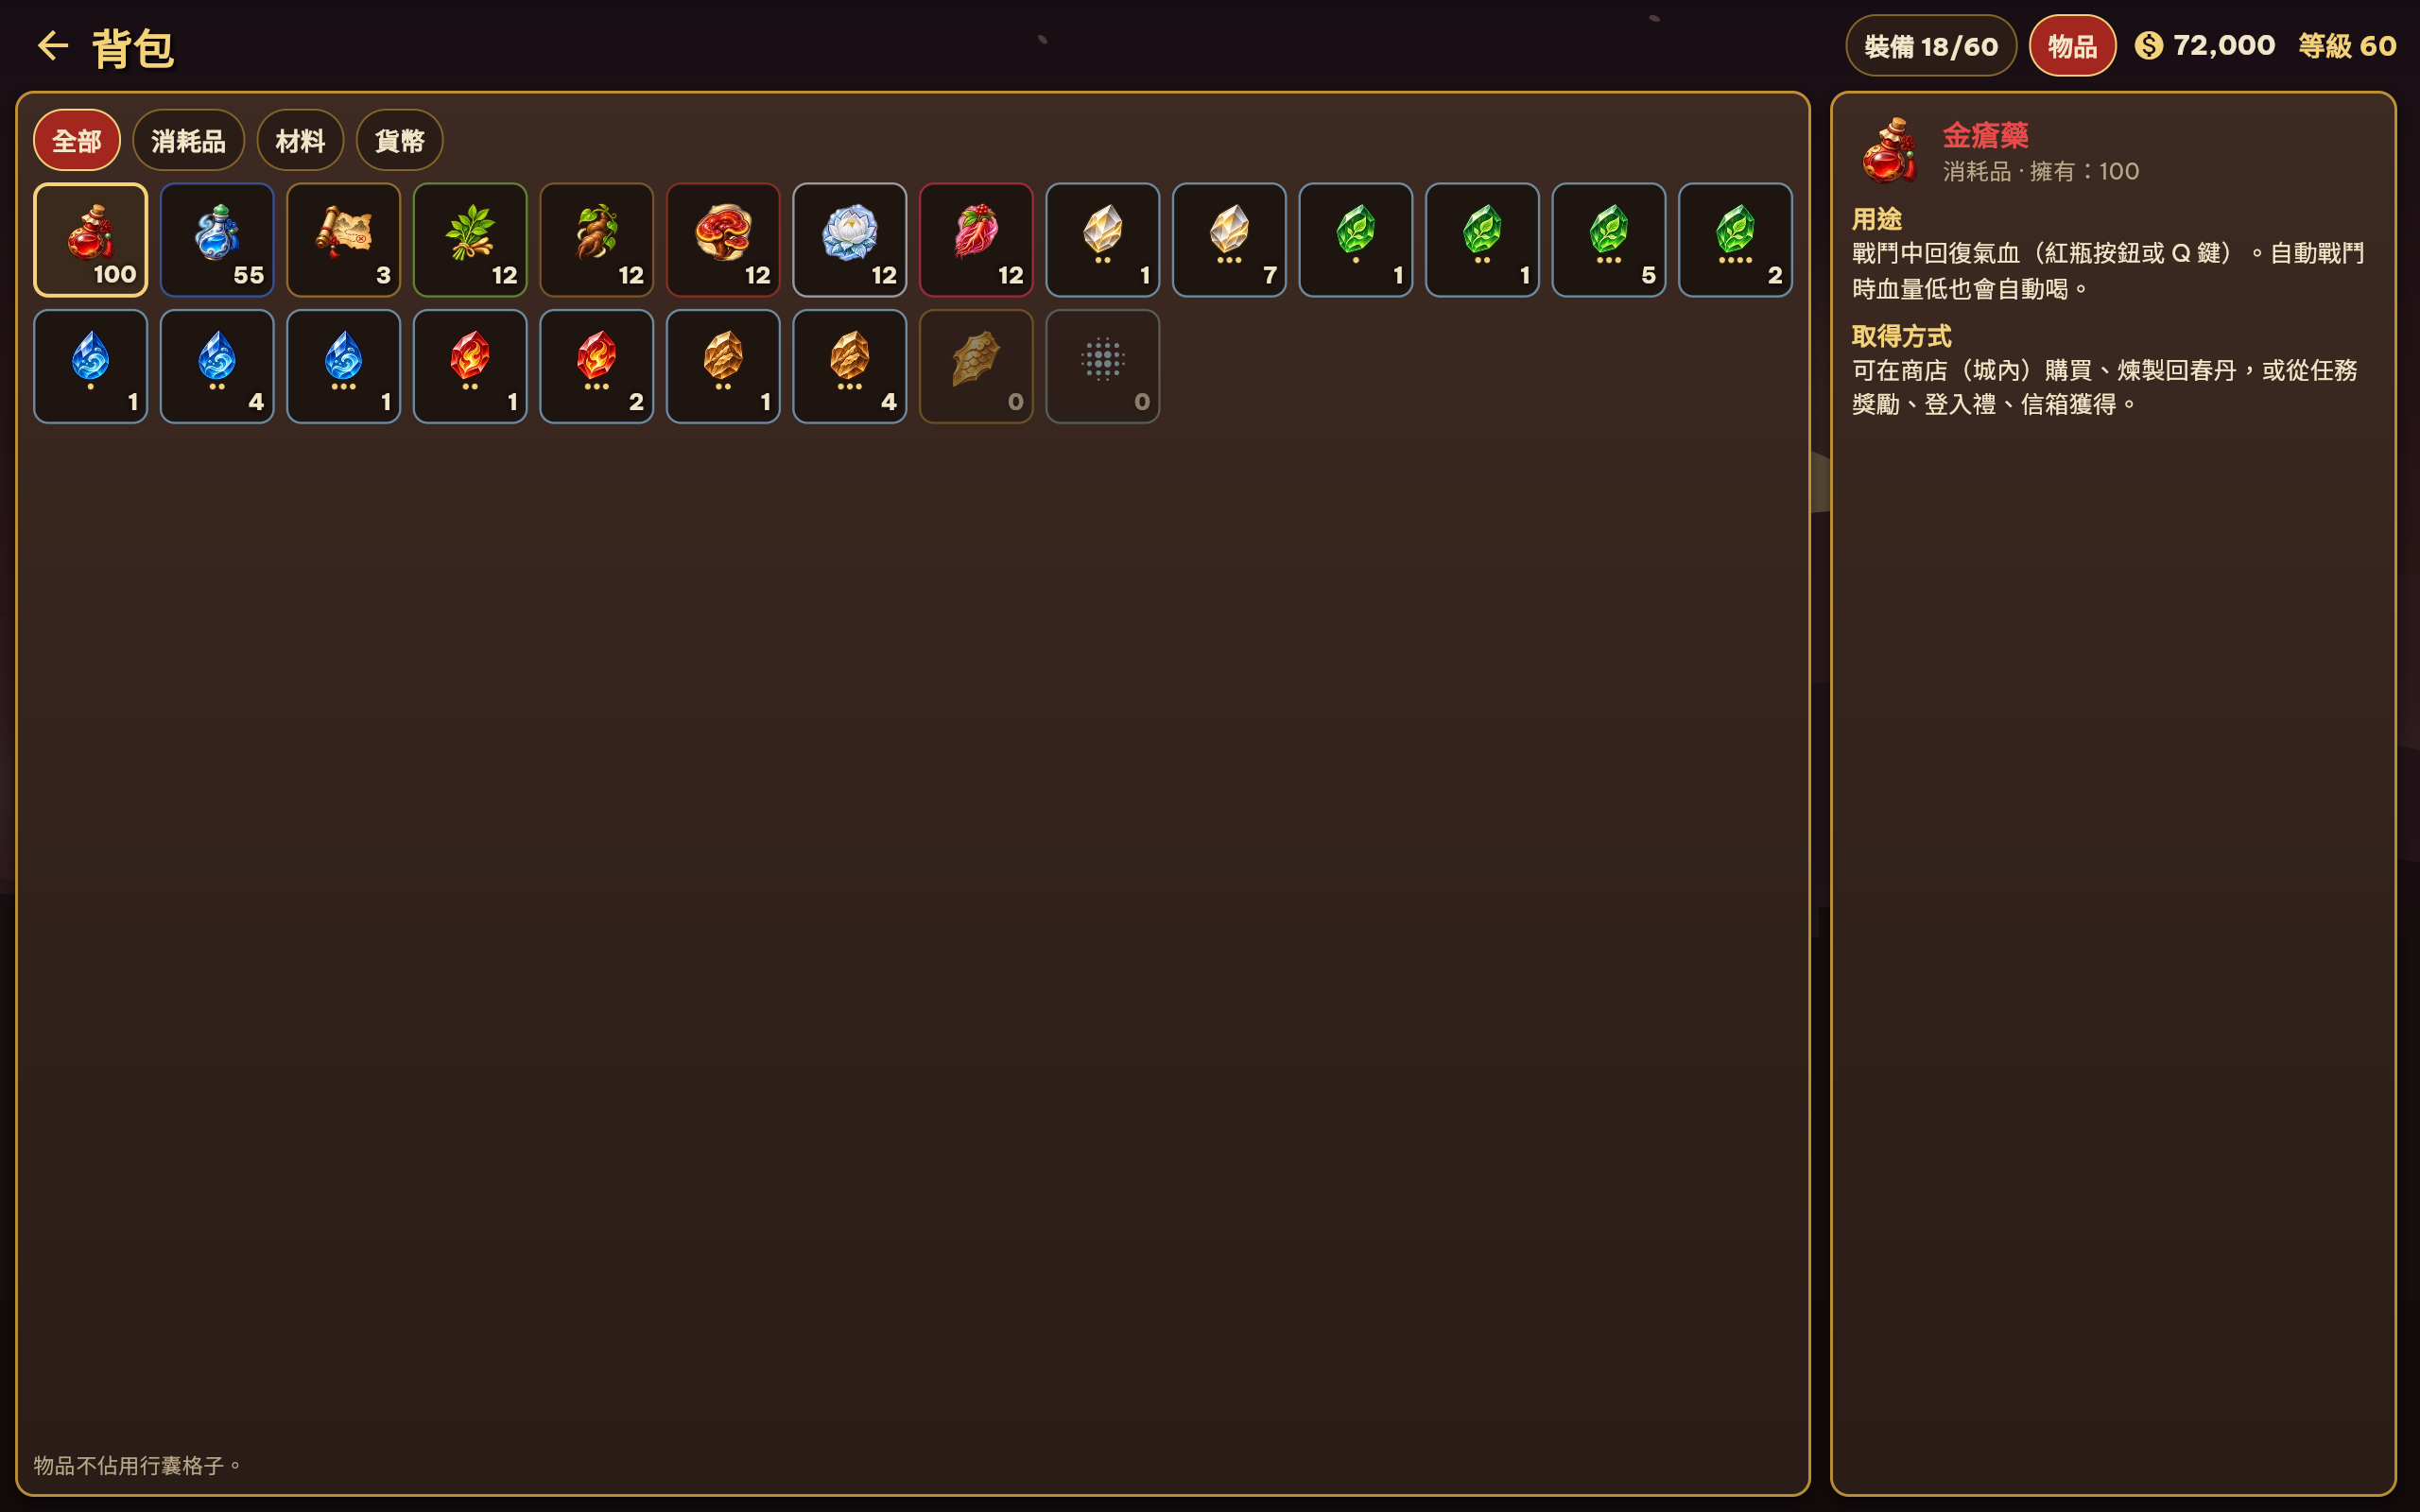 背包
裝備 18/60
物品
72,000
等級 60
全部
消耗品
材料
貨幣
100
55
3
12
12
12
12
12
1
7
1
1
5
2
1
4
1
1
2
1
4
0
0
物品不佔用行囊格子。
金瘡藥
消耗品 · 擁有：100
用途
戰鬥中回復氣血（紅瓶按鈕或 Q 鍵）。自動戰鬥
時血量低也會自動喝。
取得方式
可在商店（城內）購買、煉製回春丹，或從任務
獎勵、登入禮、信箱獲得。